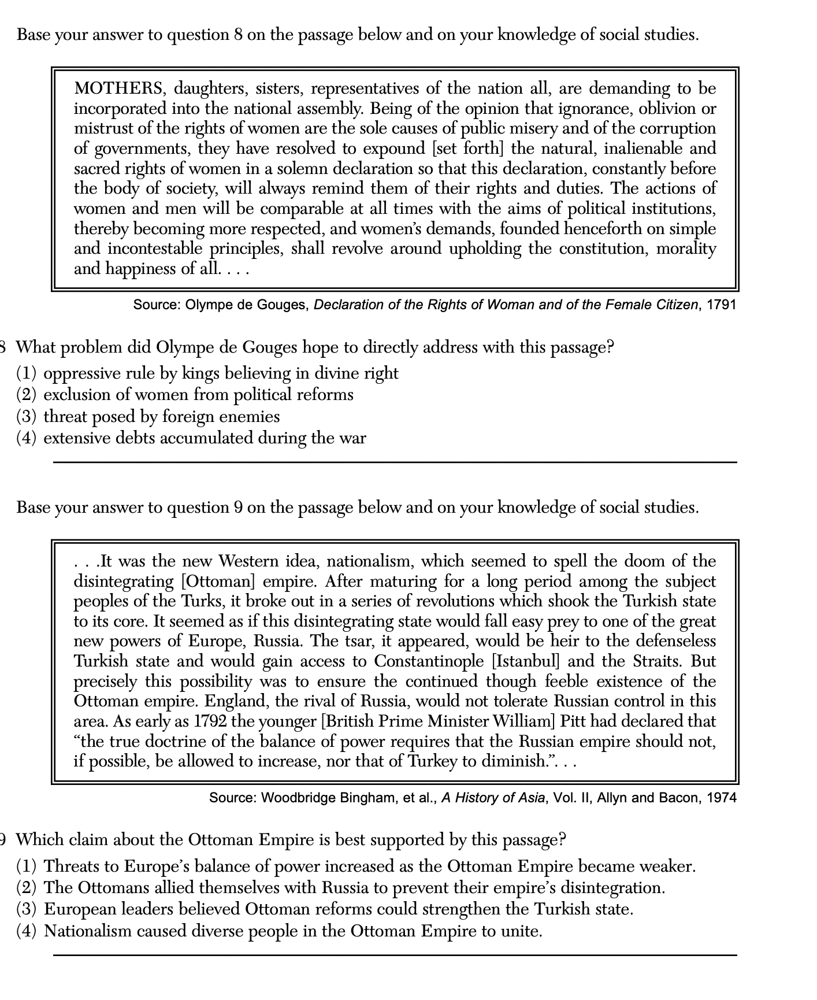 Base your answer to question 8 on the passage below and on your knowledge of social studies.
MOTHERS, daughters, sisters, representatives of the nation all, are demanding to be
incorporated into the national assembly. Being of the opinion that ignorance, oblivion or
mistrust of the rights of women are the sole causes of public misery and of the corruption
of governments, they have resolved to expound [set forth] the natural, inalienable and
sacred rights of women in a solemn declaration so that this declaration, constantly before
the body of society, will always remind them of their rights and duties. The actions of
women and men will be comparable at all times with the aims of political institutions,
thereby becoming more respected, and women’s demands, founded henceforth on simple
and incontestable principles, shall revolve around upholding the constitution, morality
and happiness of all. . . .
Source: Olympe de Gouges, Declaration of the Rights of Woman and of the Female Citizen, 1791
8 What problem did Olympe de Gouges hope to directly address with this passage?
(1) oppressive rule by kings believing in divine right
(2) exclusion of women from political reforms
(3) threat posed by foreign enemies
(4) extensive debts accumulated during the war
Base your answer to question 9 on the passage below and on your knowledge of social studies.
. . .It was the new Western idea, nationalism, which seemed to spell the doom of the
disintegrating [Ottoman] empire. After maturing for a long period among the subject
peoples of the Turks, it broke out in a series of revolutions which shook the Turkish state
to its core. It seemed as if this disintegrating state would fall easy prey to one of the great
new powers of Europe, Russia. The tsar, it appeared, would be heir to the defenseless
Turkish state and would gain access to Constantinople [Istanbul] and the Straits. But
precisely this possibility was to ensure the continued though feeble existence of the
Ottoman empire. England, the rival of Russia, would not tolerate Russian control in this
area. As early as 1792 the younger [British Prime Minister William] Pitt had declared that
“the true doctrine of the balance of power requires that the Russian empire should not,
if possible, be allowed to increase, nor that of Turkey to diminish.”. . .
Source: Woodbridge Bingham, et al., A History of Asia, Vol. II, Allyn and Bacon, 1974
9 Which claim about the Ottoman Empire is best supported by this passage?
(1) Threats to Europe’s balance of power increased as the Ottoman Empire became weaker.
(2) The Ottomans allied themselves with Russia to prevent their empire’s disintegration.
(3) European leaders believed Ottoman reforms could strengthen the Turkish state.
(4) Nationalism caused diverse people in the Ottoman Empire to unite.